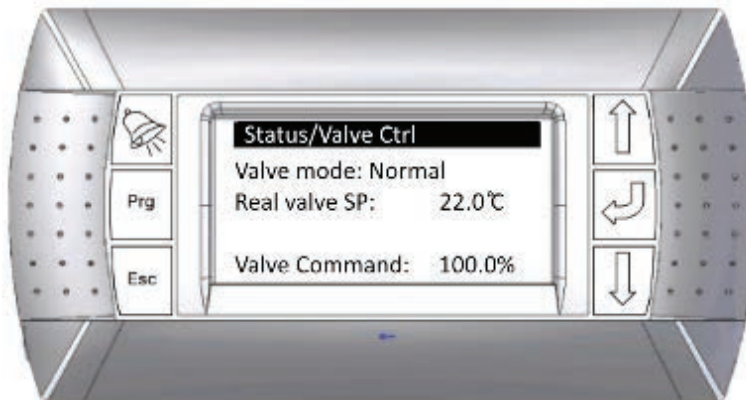 Status/Valve Ctrl
Valve mode: Normal
Real valve SP: 22.0℃
Valve Command: 100.0%
Prg
Esc